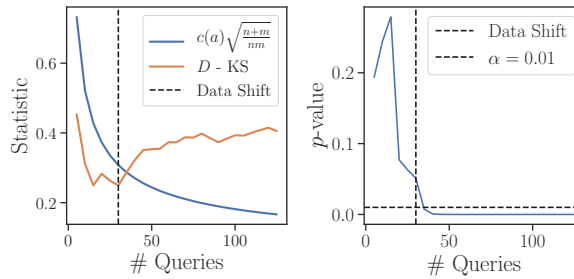 Statistic
0.6
0.4
0.2
c(a)√(n+m)/nm
D - KS
Data Shift
0
50
100
# Queries
p-value
0.2
0.1
0.0
Data Shift
α = 0.01
0
50
100
# Queries